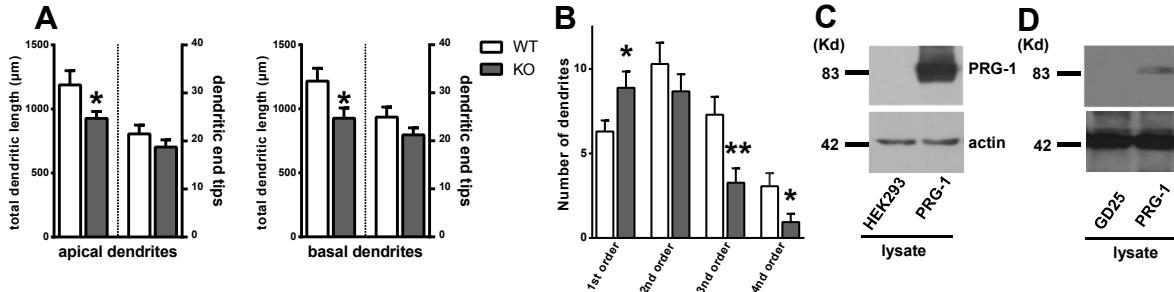 A
total dendritic length (µm)
1500
1000
500
0
40
30
20
10
0
dendritic end tips
apical dendrites
total dendritic length (µm)
1500
1000
500
0
40
30
20
10
0
dendritic end tips
basal dendrites
WT
KO
B
Number of dendrites
10
5
0
*
*
*
**
*
1st order
2nd order
3nd order
4nd order
C
(Kd)
83
PRG-1
42
actin
HEK293
PRG-1
lysate
D
(Kd)
83
42
GD25
PRG-1
lysate